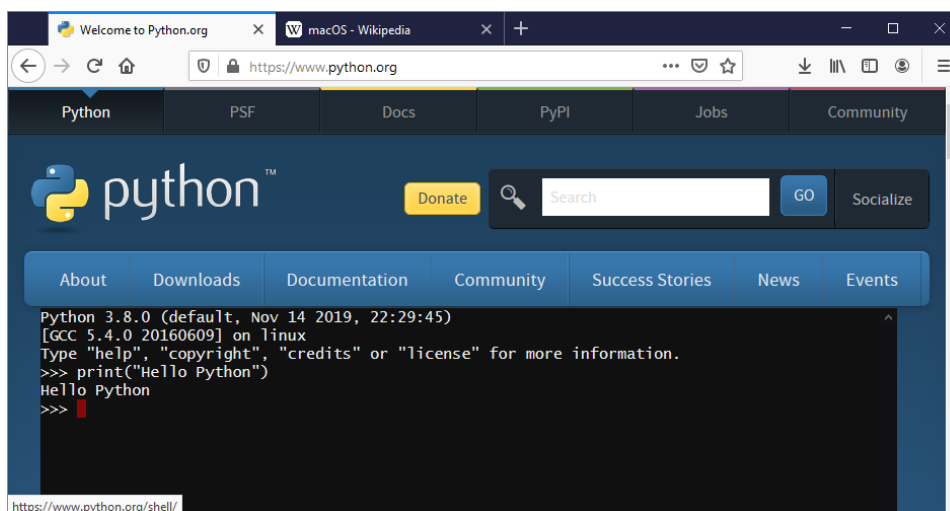 Welcome to Python.org
W macOS - Wikipedia
https://www.python.org
Python PSF Docs PyPI Jobs Community
python™
Donate Search GO Socialize
About Downloads Documentation Community Success Stories News Events
Python 3.8.0 (default, Nov 14 2019, 22:29:45)
[GCC 5.4.0 20160609] on linux
Type "help", "copyright", "credits" or "license" for more information.
>>> print("Hello Python")
Hello Python
>>>
https://www.python.org/shell/